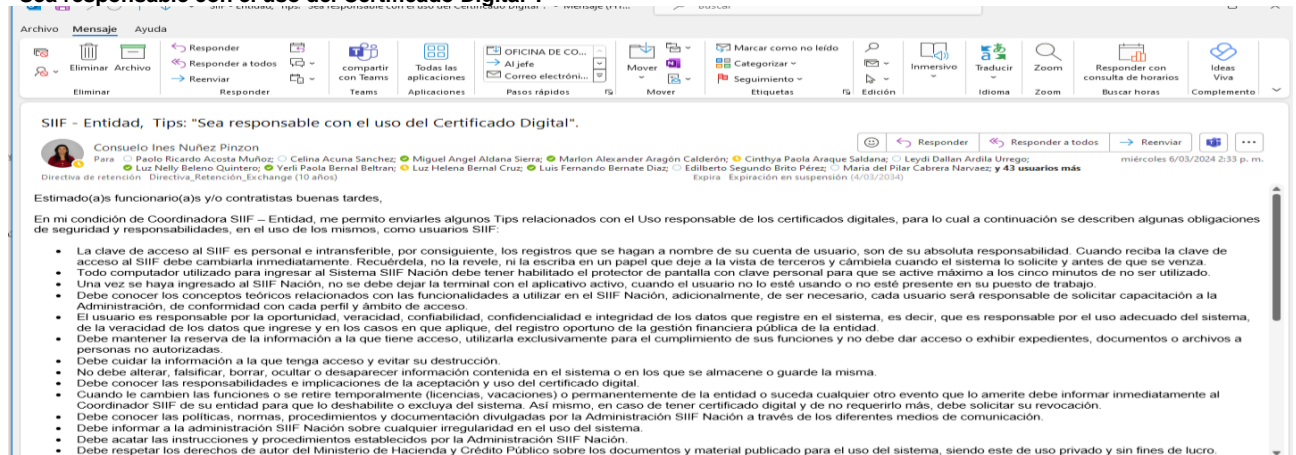 Sea responsable con el uso del Certificado Digital".
SIIF - Entidad, Tips: "Sea responsable con el uso del Certificado Digital". - Mensaje
Buscar
Archivo Mensaje Ayuda
Eliminar Archivo
Responder
Responder a todos
Reenviar
compartir con Teams
Todas las aplicaciones
OFICINA DE CO...
Al jefe
Correo electróni...
Mover
Marcar como no leído
Categorizar
Seguimiento
Inmersivo
Traducir
Zoom
Responder con consulta de horarios
Ideas Viva
Eliminar Responder Teams Aplicaciones Pasos rápidos Mover Etiquetas Edición Idioma Zoom Buscar horas Complemento
SIIF - Entidad, Tips: "Sea responsable con el uso del Certificado Digital".
Consuelo Ines Nuñez Pinzon
Responder Responder a todos Reenviar
Para Paolo Ricardo Acosta Muñoz; Celina Acuna Sanchez; Miguel Angel Aldana Sierra; Marlon Alexander Aragón Calderón; Cinthya Paola Araque Saldana; Leydi Dallan Ardila Urrego;
miércoles 6/03/2024 2:33 p. m.
Luz Nelly Beleno Quintero; Yerli Paola Bernal Beltran; Luz Helena Bernal Cruz; Luis Fernando Bernate Diaz; Edilberto Segundo Brito Pérez; Maria del Pilar Cabrera Narvaez; y 43 usuarios más
Directiva de retención Directiva_Retención_Exchange (10 años) Expira Expiración en suspensión (4/03/2034)
Estimado(a)s funcionario(a)s y/o contratistas buenas tardes,
En mi condición de Coordinadora SIIF – Entidad, me permito enviarles algunos Tips relacionados con el Uso responsable de los certificados digitales, para lo cual a continuación se describen algunas obligaciones
de seguridad y responsabilidades, en el uso de los mismos, como usuarios SIIF:
• La clave de acceso al SIIF es personal e intransferible, por consiguiente, los registros que se hagan a nombre de su cuenta de usuario, son de su absoluta responsabilidad. Cuando reciba la clave de
acceso al SIIF debe cambiarla inmediatamente. Recuérdela, no la revele, ni la escriba en un papel que deje a la vista de terceros y cámbiela cuando el sistema lo solicite y antes de que se venza.
• Todo computador utilizado para ingresar al Sistema SIIF Nación debe tener habilitado el protector de pantalla con clave personal para que se active máximo a los cinco minutos de no ser utilizado.
• Una vez se haya ingresado al SIIF Nación, no se debe dejar la terminal con el aplicativo activo, cuando el usuario no lo esté usando o no esté presente en su puesto de trabajo.
• Debe conocer los conceptos teóricos relacionados con las funcionalidades a utilizar en el SIIF Nación, adicionalmente, de ser necesario, cada usuario será responsable de solicitar capacitación a la
Administración, de conformidad con cada perfil y ámbito de acceso.
• El usuario es responsable por la oportunidad, veracidad, confiabilidad, confidencialidad e integridad de los datos que registre en el sistema, es decir, que es responsable por el uso adecuado del sistema,
de la veracidad de los datos que ingrese y en los casos en que aplique, del registro oportuno de la gestión financiera pública de la entidad.
• Debe mantener la reserva de la información a la que tiene acceso, utilizarla exclusivamente para el cumplimiento de sus funciones y no debe dar acceso o exhibir expedientes, documentos o archivos a
personas no autorizadas.
• Debe cuidar la información a la que tenga acceso y evitar su destrucción.
• No debe alterar, falsificar, borrar, ocultar o desaparecer información contenida en el sistema o en los que se almacene o guarde la misma.
• Debe conocer las responsabilidades e implicaciones de la aceptación y uso del certificado digital.
• Cuando le cambien las funciones o se retire temporalmente (licencias, vacaciones) o permanentemente de la entidad o suceda cualquier otro evento que lo amerite debe informar inmediatamente al
Coordinador SIIF de su entidad para que lo deshabilite o excluya del sistema. Así mismo, en caso de tener certificado digital y de no requerirlo más, debe solicitar su revocación.
• Debe conocer las políticas, normas, procedimientos y documentación divulgadas por la Administración SIIF Nación a través de los diferentes medios de comunicación.
• Debe informar a la administración SIIF Nación sobre cualquier irregularidad en el uso del sistema.
• Debe acatar las instrucciones y procedimientos establecidos por la Administración SIIF Nación.
• Debe respetar los derechos de autor del Ministerio de Hacienda y Crédito Público sobre los documentos y material publicado para el uso del sistema, siendo este de uso privado y sin fines de lucro.